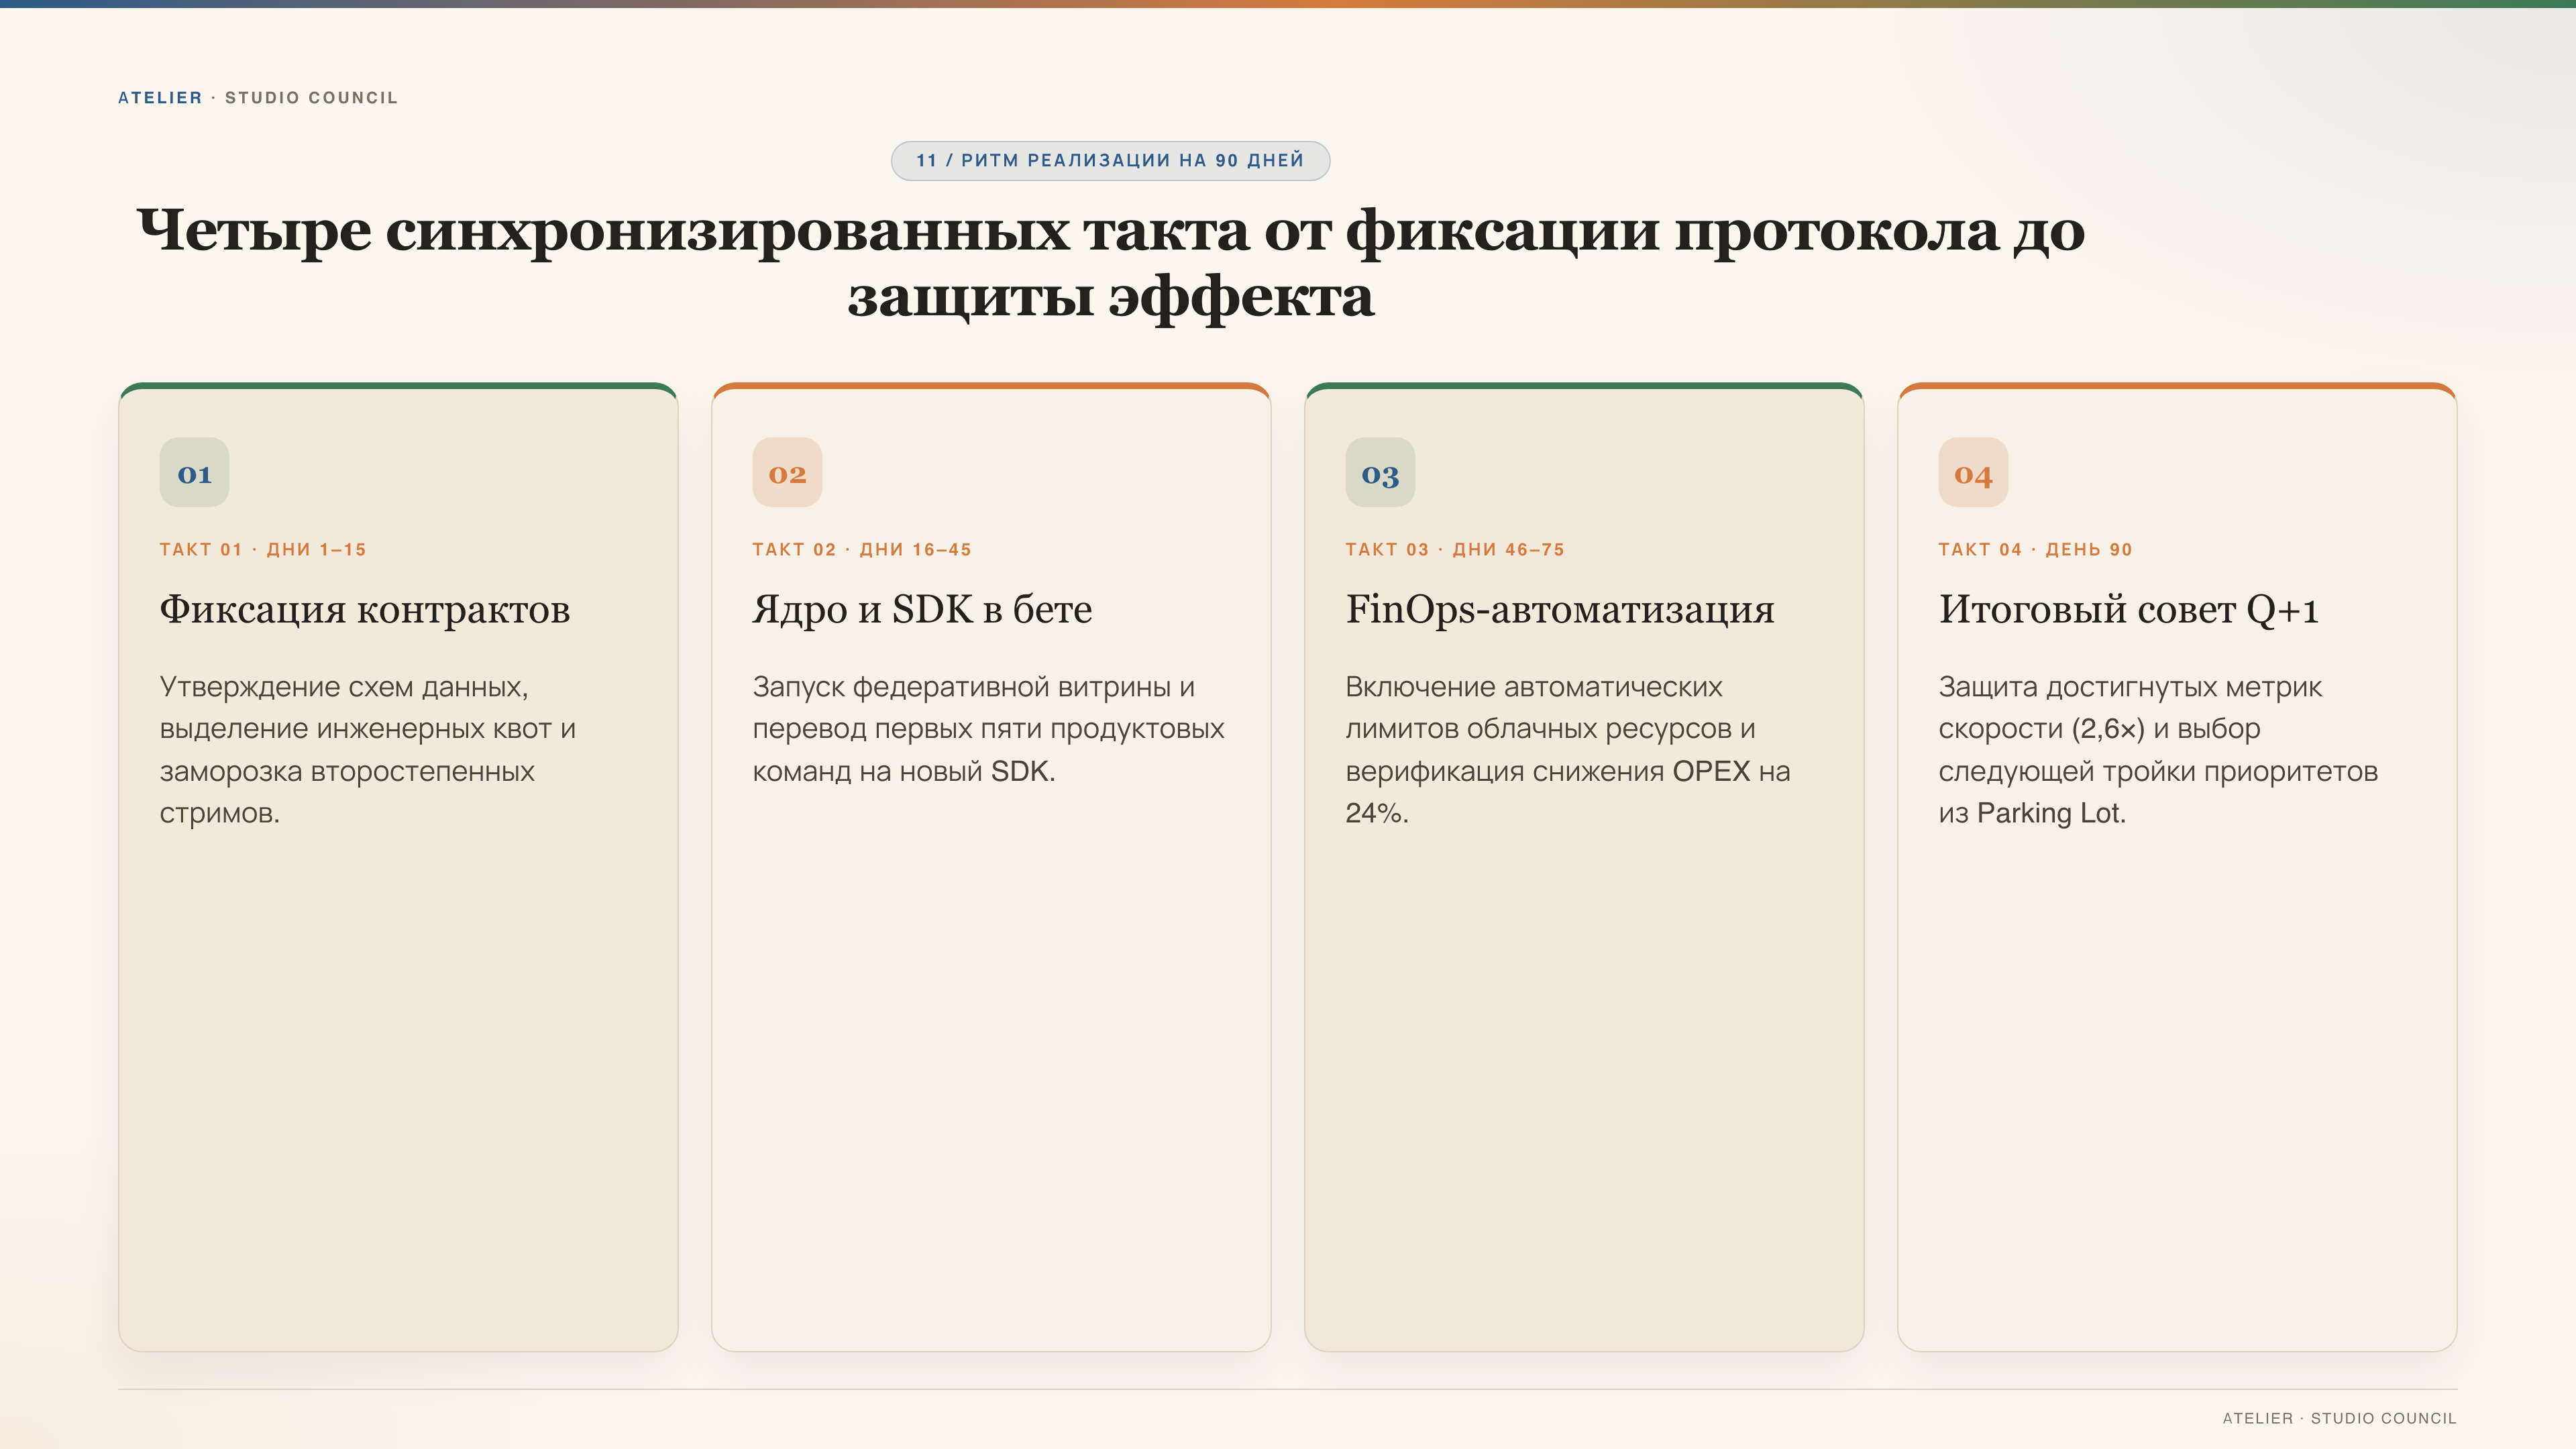 ATELIER · STUDIO COUNCIL
11 / РИТМ РЕАЛИЗАЦИИ НА 90 ДНЕЙ
Четыре синхронизированных такта от фиксации протокола до
защиты эффекта
01
ТАКТ 01 · ДНИ 1–15
Фиксация контрактов
Утверждение схем данных,
выделение инженерных квот и
заморозка второстепенных
стримов.
02
ТАКТ 02 · ДНИ 16–45
Ядро и SDK в бете
Запуск федеративной витрины и
перевод первых пяти продуктовых
команд на новый SDK.
03
ТАКТ 03 · ДНИ 46–75
FinOps-автоматизация
Включение автоматических
лимитов облачных ресурсов и
верификация снижения OPEX на
24%.
04
ТАКТ 04 · ДЕНЬ 90
Итоговый совет Q+1
Защита достигнутых метрик
скорости (2,6×) и выбор
следующей тройки приоритетов
из Parking Lot.
ATELIER · STUDIO COUNCIL